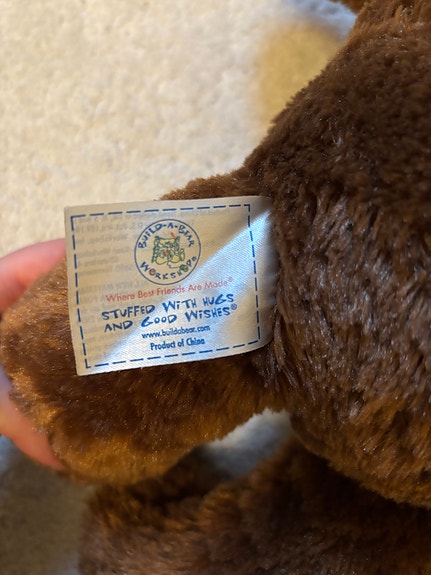 BUILD-A-BEAR
WORKSHOP®
Where Best Friends Are Made®
STUFFED WITH HUGS
AND GOOD WISHES®
www.buildabear.com
Product of China